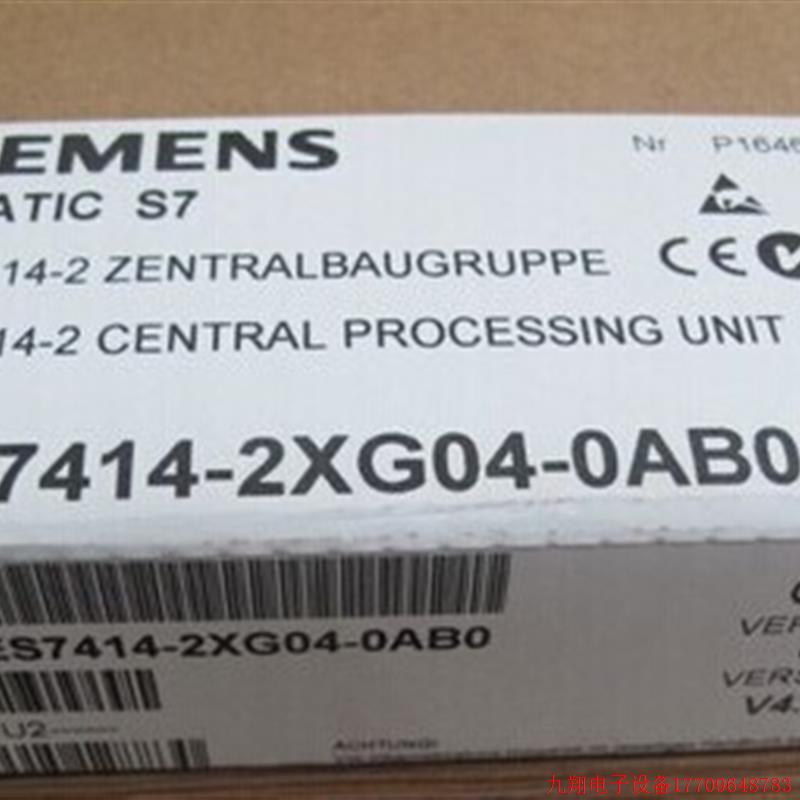 EMENS
Nr P1646
ATIC S7
14-2 ZENTRALBAUGRUPPE
CE
14-2 CENTRAL PROCESSING UNIT
7414-2XG04-0AB0
ES7414-2XG04-0AB0
VER
VERS
U2
V4.
ACHTUNG!
九翔电子设备17709648783